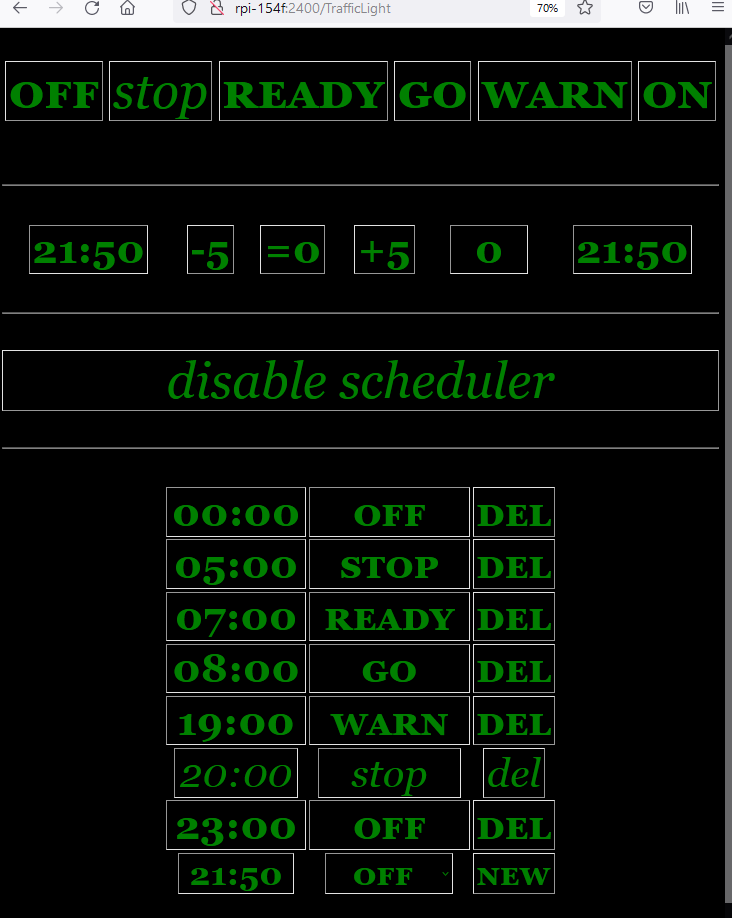 rpi-154f:2400/TrafficLight 70%
OFF stop READY GO WARN ON
21:50 -5 =0 +5 0 21:50
disable scheduler
00:00 OFF DEL
05:00 STOP DEL
07:00 READY DEL
08:00 GO DEL
19:00 WARN DEL
20:00 stop del
23:00 OFF DEL
21:50 OFF NEW